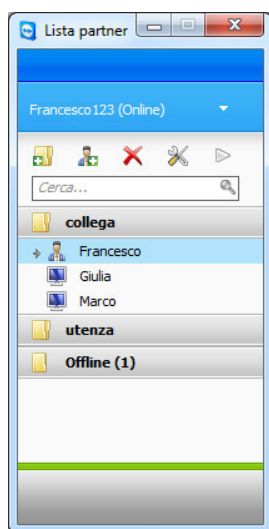 Lista partner
Francesco123 (Online)
Cerca...
collega
Francesco
Giulia
Marco
utenza
Offline (1)